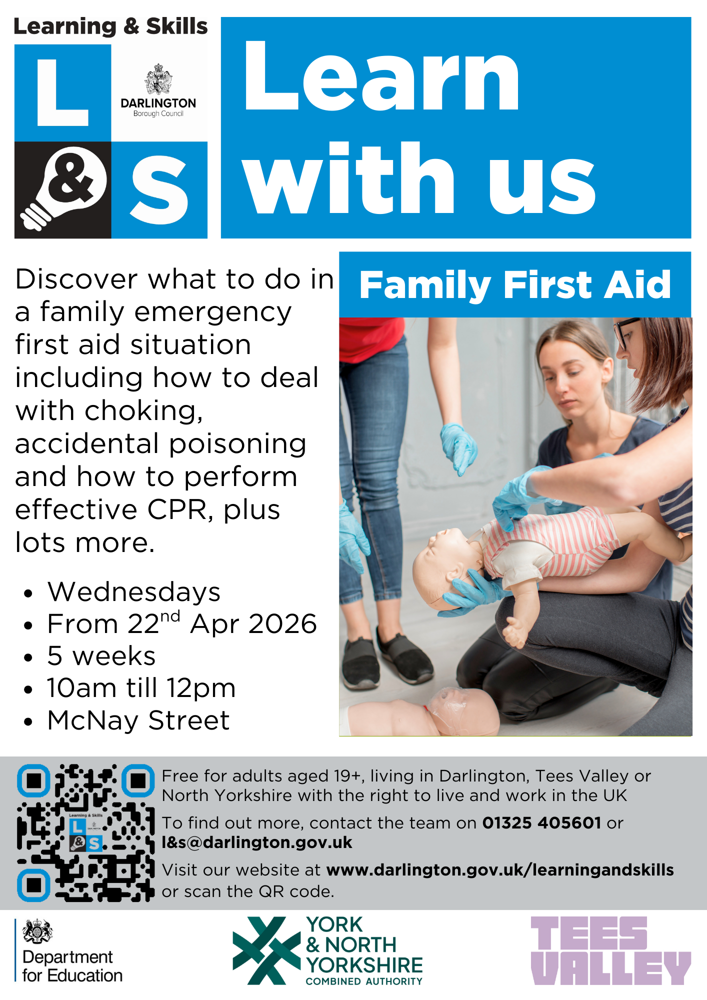 Learning & Skills
L
DARLINGTON
Borough Council
&
S
Learn
with us
Family First Aid
Discover what to do in
a family emergency
first aid situation
including how to deal
with choking,
accidental poisoning
and how to perform
effective CPR, plus
lots more.
• Wednesdays
• From 22nd Apr 2026
• 5 weeks
• 10am till 12pm
• McNay Street
Learning & Skills
L
& S
Free for adults aged 19+, living in Darlington, Tees Valley or
North Yorkshire with the right to live and work in the UK
To find out more, contact the team on 01325 405601 or
l&s@darlington.gov.uk
Visit our website at www.darlington.gov.uk/learningandskills
or scan the QR code.
Department
for Education
YORK
& NORTH
YORKSHIRE
COMBINED AUTHORITY
TEES
VALLEY